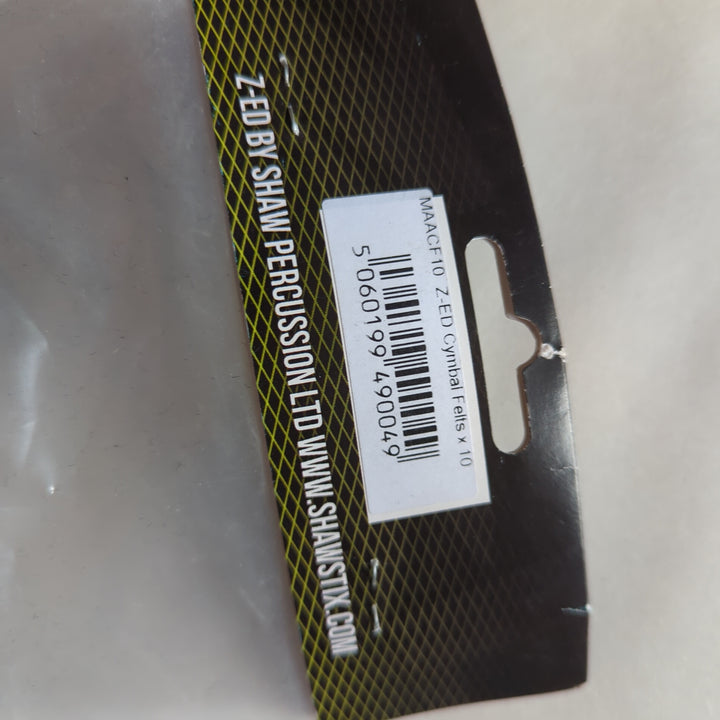 MAACF10 Z-ED Cymbal Felts x 10
5 060199 490049
Z-ED BY SHAW PERCUSSION LTD WWW.SHAWSTIX.COM